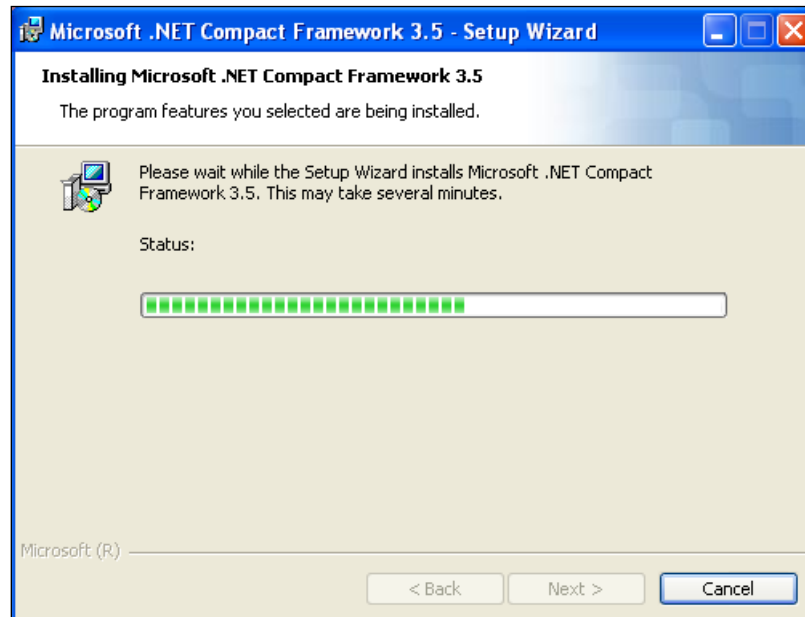 Microsoft .NET Compact Framework 3.5 - Setup Wizard
Installing Microsoft .NET Compact Framework 3.5
The program features you selected are being installed.
Please wait while the Setup Wizard installs Microsoft .NET Compact
Framework 3.5. This may take several minutes.
Status:
Microsoft (R)
< Back Next > Cancel